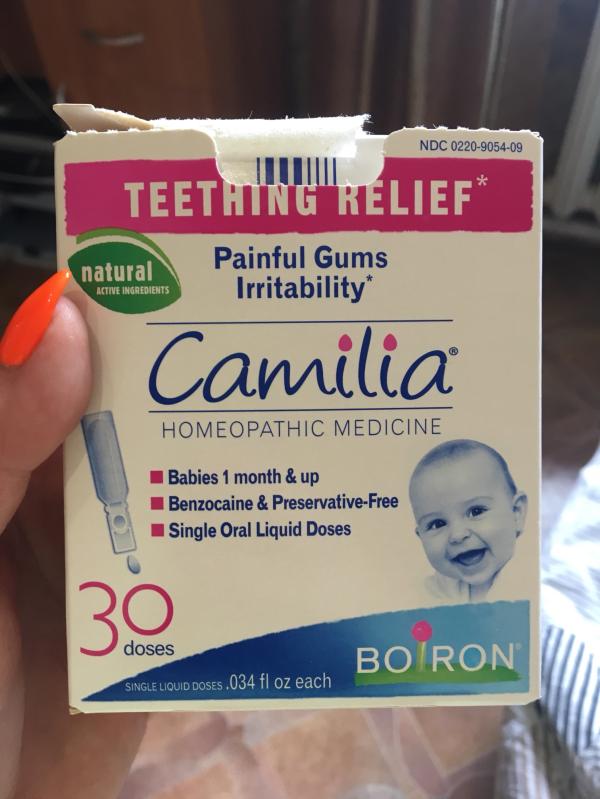 NDC 0220-9054-09
TEETHING RELIEF*
natural
ACTIVE INGREDIENTS
Painful Gums
Irritability*
Camilia®
HOMEOPATHIC MEDICINE
Babies 1 month & up
Benzocaine & Preservative-Free
Single Oral Liquid Doses
30
doses
SINGLE LIQUID DOSES .034 fl oz each
BOIRON®